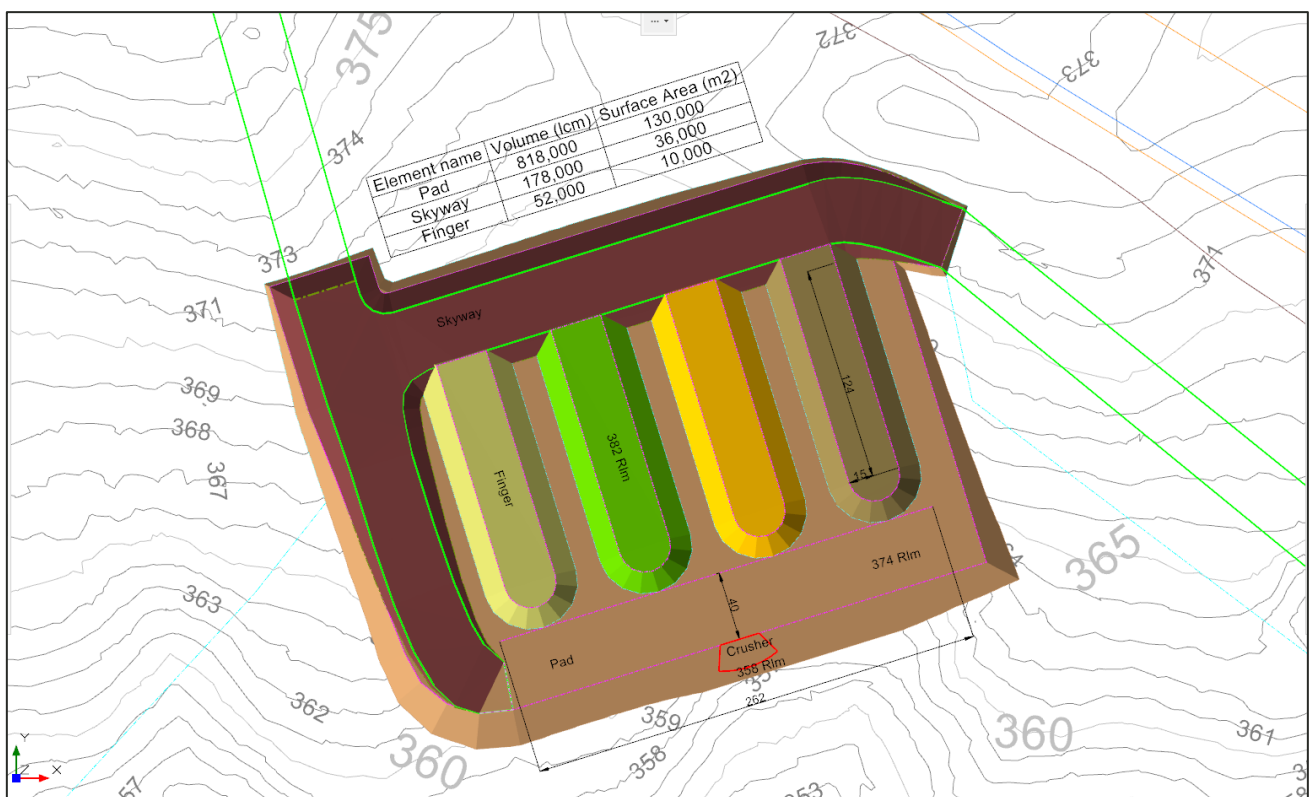 372
373
375
374
Element name Volume (lcm) Surface Area (m2)
Pad 818,000 130,000
Skyway 178,000 36,000
Finger 52,000 10,000
373
371
371
Skyway
369
368
367
124
382 Rlm
Finger
15
365
374 Rlm
363
40
Crusher
Pad
358 Rlm
262
362
359
360
360
361
358
Y
Z
X